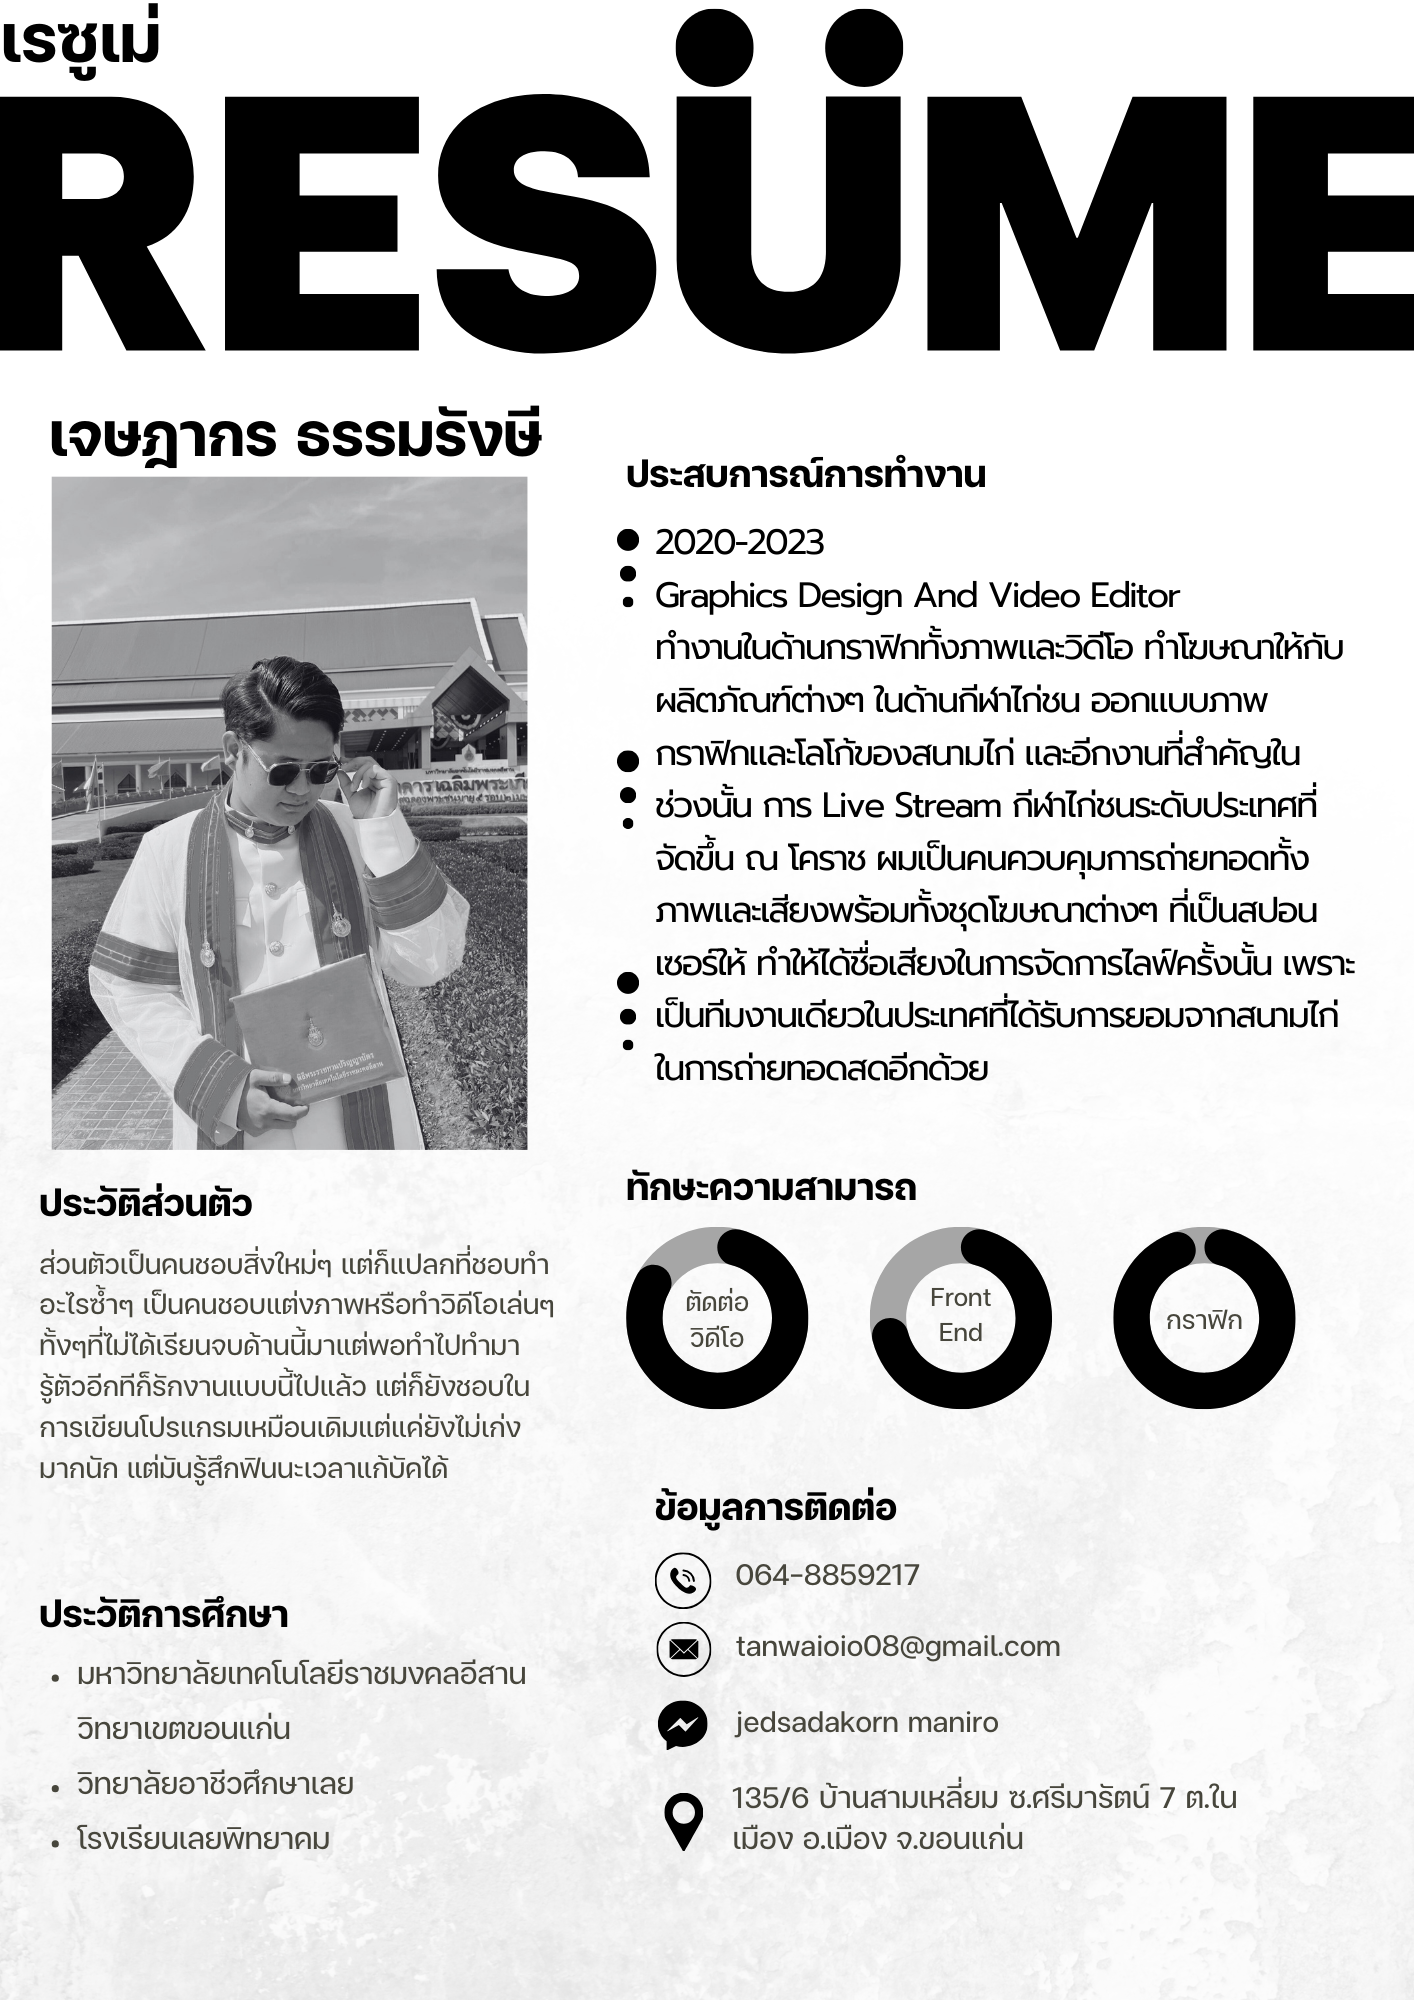 เรซูเม่
RESÜME
เจษฎากร ธรรมรังษี
ประสบการณ์การทำงาน
2020-2023
Graphics Design And Video Editor
ทำงานในด้านกราฟิกทั้งภาพและวิดีโอ ทำโฆษณาให้กับ
ผลิตภัณฑ์ต่างๆ ในด้านกีฬาไก่ชน ออกแบบภาพ
กราฟิกและโลโก้ของสนามไก่ และอีกงานที่สำคัญใน
ช่วงนั้น การ Live Stream กีฬาไก่ชนระดับประเทศที่
จัดขึ้น ณ โคราช ผมเป็นคนควบคุมการถ่ายทอดทั้ง
ภาพและเสียงพร้อมทั้งชุดโฆษณาต่างๆ ที่เป็นสปอน
เซอร์ให้ ทำให้ได้ชื่อเสียงในการจัดการไลฟ์ครั้งนั้น เพราะ
เป็นทีมงานเดียวในประเทศที่ได้รับการยอมจากสนามไก่
ในการถ่ายทอดสดอีกด้วย
ประวัติส่วนตัว
ส่วนตัวเป็นคนชอบสิ่งใหม่ๆ แต่ก็แปลกที่ชอบทำ
อะไรซ้ำๆ เป็นคนชอบแต่งภาพหรือทำวิดีโอเล่นๆ
ทั้งๆที่ไม่ได้เรียนจบด้านนี้มาแต่พอทำไปทำมา
รู้ตัวอีกทีก็รักงานแบบนี้ไปแล้ว แต่ก็ยังชอบใน
การเขียนโปรแกรมเหมือนเดิมแต่แค่ยังไม่เก่ง
มากนัก แต่มันรู้สึกฟินนะเวลาแก้บัคได้
ทักษะความสามารถ
ตัดต่อ
วิดีโอ
Front
End
กราฟิก
ประวัติการศึกษา
มหาวิทยาลัยเทคโนโลยีราชมงคลอีสาน
วิทยาเขตขอนแก่น
วิทยาลัยอาชีวศึกษาเลย
โรงเรียนเลยพิทยาคม
ข้อมูลการติดต่อ
064-8859217
tanwaioio08@gmail.com
jedsadakorn maniro
135/6 บ้านสามเหลี่ยม ซ.ศรีมารัตน์ 7 ต.ใน
เมือง อ.เมือง จ.ขอนแก่น